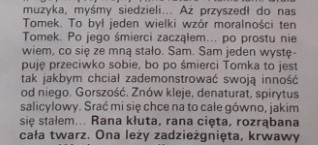 muzyka, myśmy siedzieli... Aż przyszedł do nas
Tomek. To był jeden wielki wzór moralności ten
Tomek. Po jego śmierci zacząłem... po prostu nie
wiem, co się ze mną stało. Sam. Sam jeden wystę-
puję przeciwko sobie, bo po śmierci Tomka to jest
tak jakbym chciał zademonstrować swoją inność
od niego. Gorszość. Znów kleje, denaturat, spirytus
salicylowy. Srać mi się chce na to całe gówno, jakim
się stałem... Rana kłuta, rana cięta, rozrąbana
cała twarz. Ona leży zadzieżgnięta, krwawy